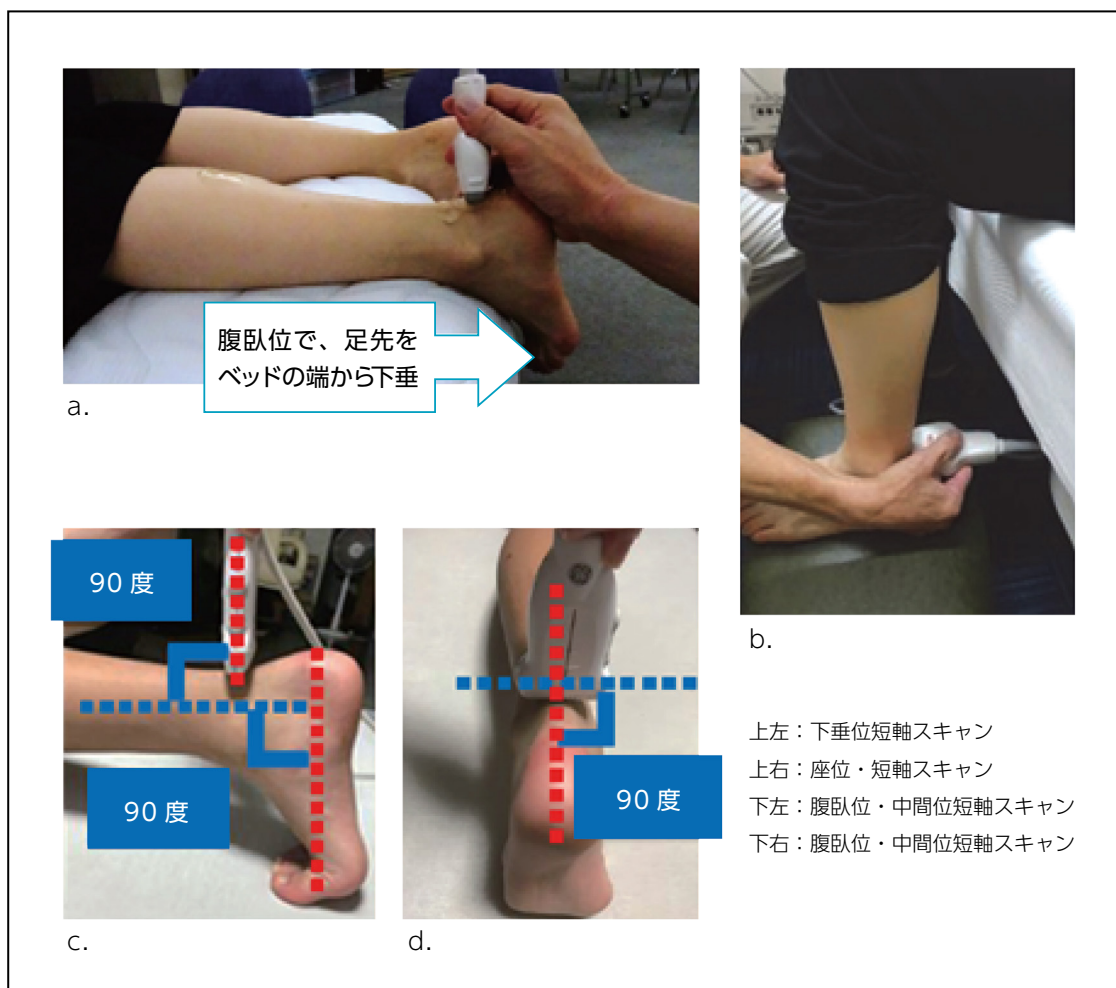 腹臥位で、足先を
ベッドの端から下垂
a.
b.
90 度
90 度
c.
90 度
d.
上左：下垂位短軸スキャン
上右：座位・短軸スキャン
下左：腹臥位・中間位短軸スキャン
下右：腹臥位・中間位短軸スキャン